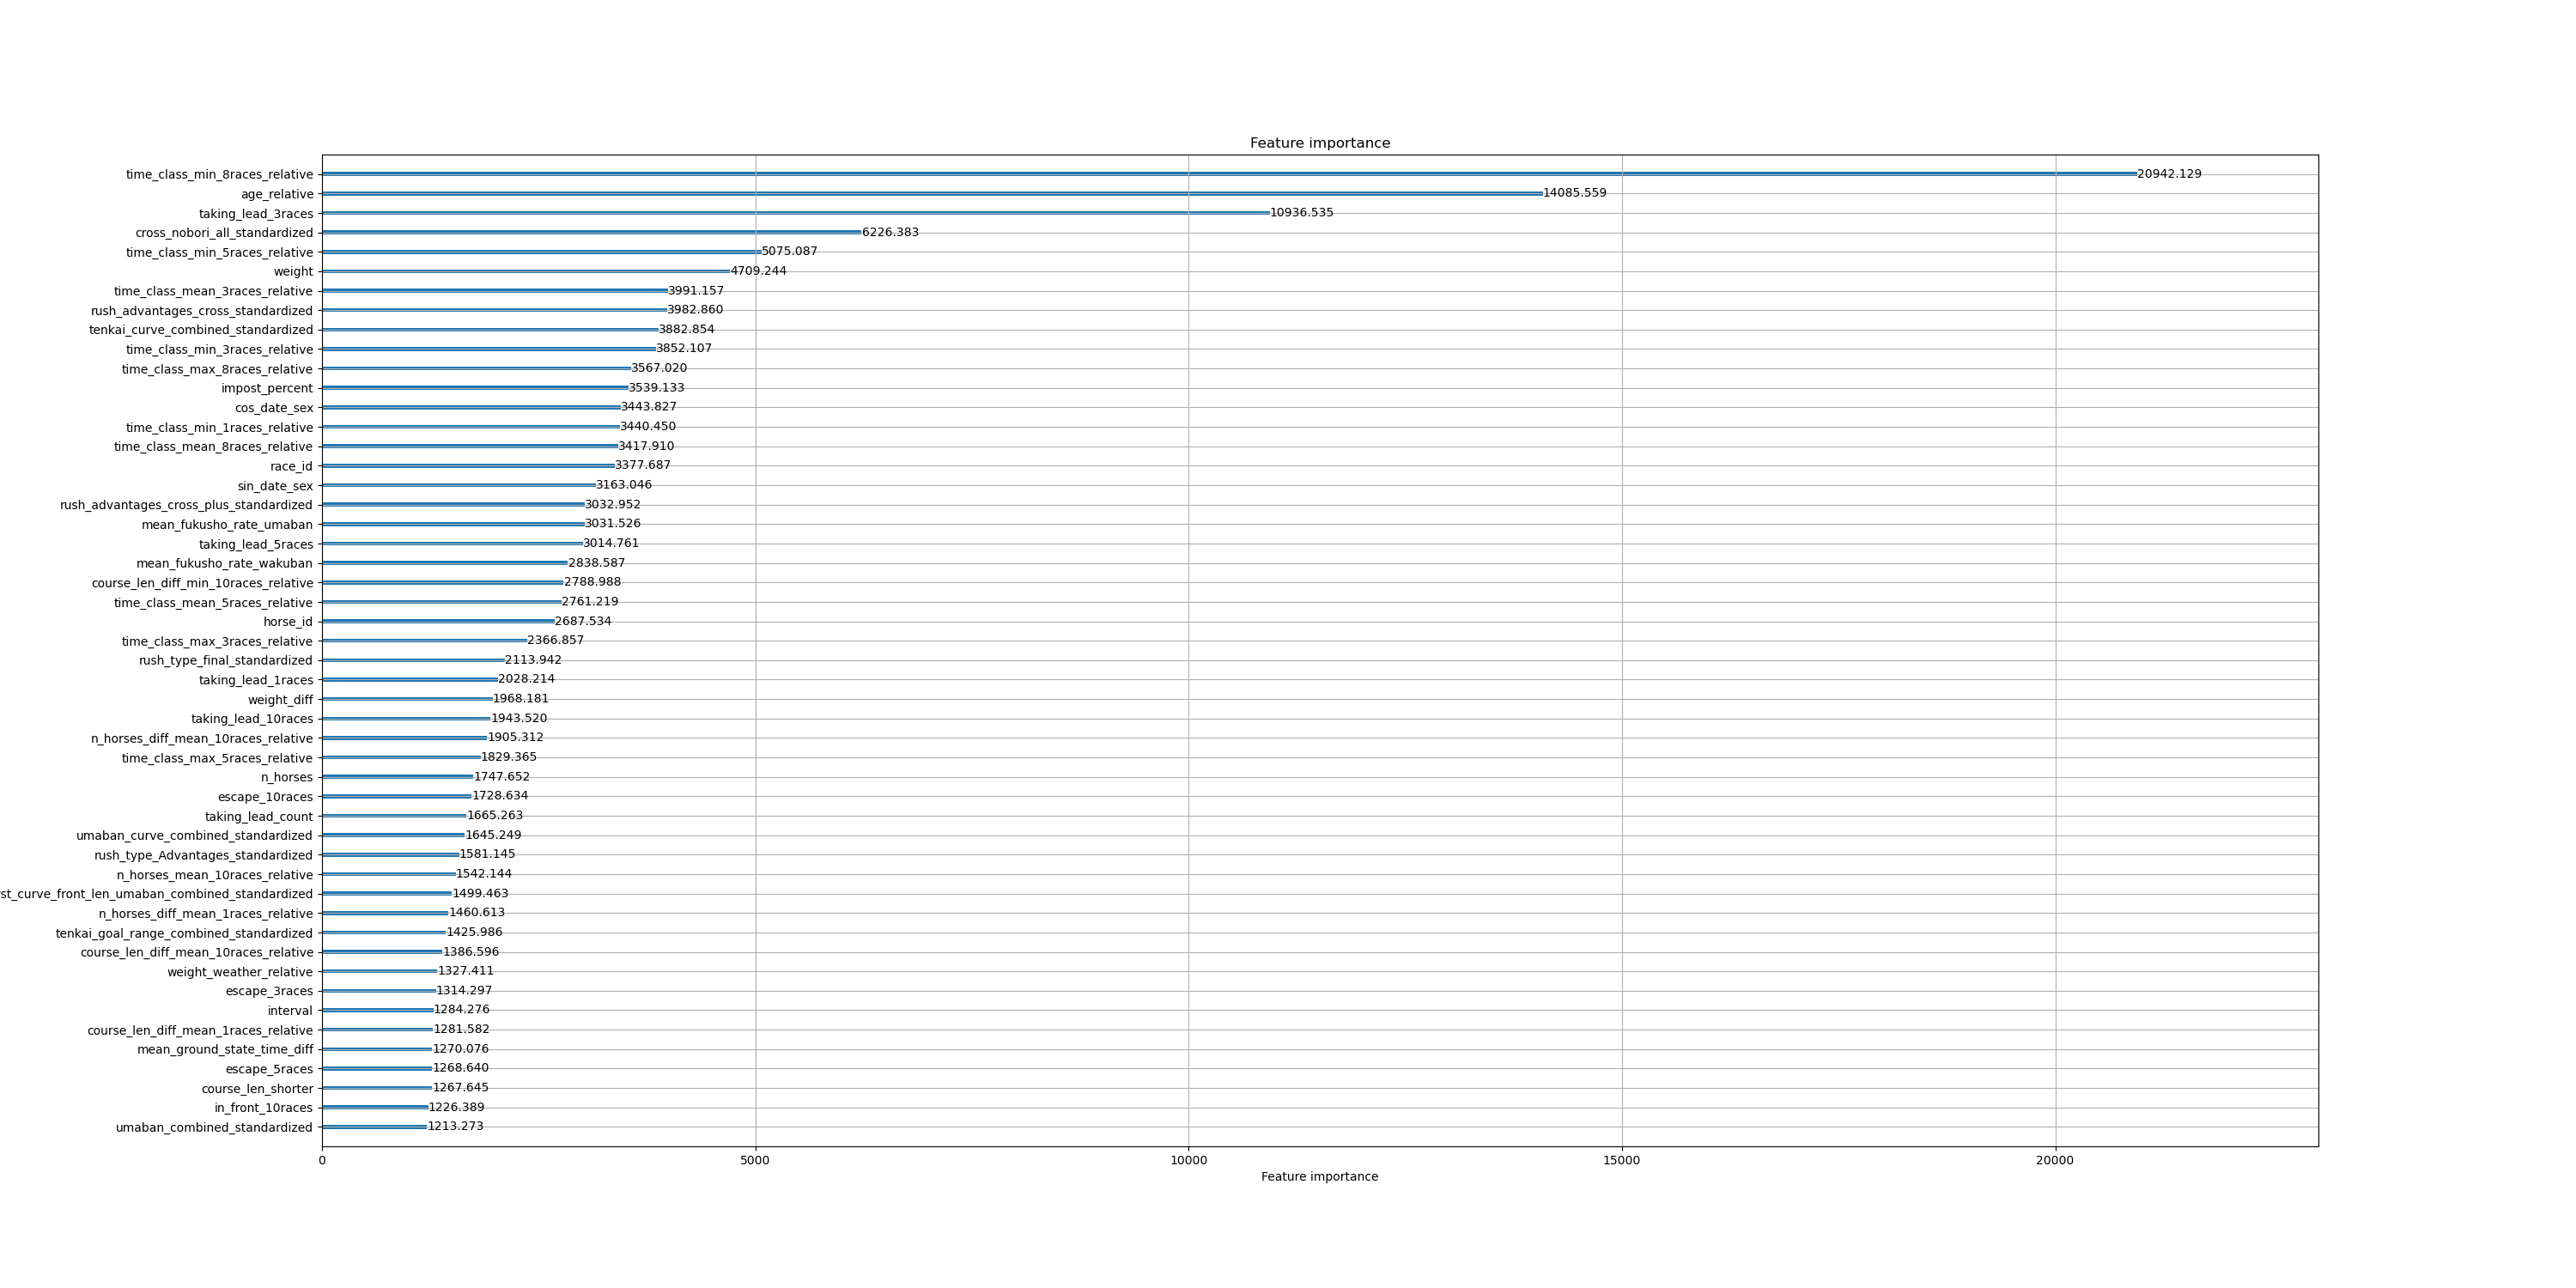 Feature importance
time_class_min_8races_relative 20942.129
age_relative 14085.559
taking_lead_3races 10936.535
cross_nobori_all_standardized 6226.383
time_class_min_5races_relative 5075.087
weight 4709.244
time_class_mean_3races_relative 3991.157
rush_advantages_cross_standardized 3982.860
tenkai_curve_combined_standardized 3882.854
time_class_min_3races_relative 3852.107
time_class_max_8races_relative 3567.020
impost_percent 3539.133
cos_date_sex 3443.827
time_class_min_1races_relative 3440.450
time_class_mean_8races_relative 3417.910
race_id 3377.687
sin_date_sex 3163.046
rush_advantages_cross_plus_standardized 3032.952
mean_fukusho_rate_umaban 3031.526
taking_lead_5races 3014.761
mean_fukusho_rate_wakuban 2838.587
course_len_diff_min_10races_relative 2788.988
time_class_mean_5races_relative 2761.219
horse_id 2687.534
time_class_max_3races_relative 2366.857
rush_type_final_standardized 2113.942
taking_lead_1races 2028.214
weight_diff 1968.181
taking_lead_10races 1943.520
n_horses_diff_mean_10races_relative 1905.312
time_class_max_5races_relative 1829.365
n_horses 1747.652
escape_10races 1728.634
taking_lead_count 1665.263
umaban_curve_combined_standardized 1645.249
rush_type_Advantages_standardized 1581.145
n_horses_mean_10races_relative 1542.144
st_curve_front_len_umaban_combined_standardized 1499.463
n_horses_diff_mean_1races_relative 1460.613
tenkai_goal_range_combined_standardized 1425.986
course_len_diff_mean_10races_relative 1386.596
weight_weather_relative 1327.411
escape_3races 1314.297
interval 1284.276
course_len_diff_mean_1races_relative 1281.582
mean_ground_state_time_diff 1270.076
escape_5races 1268.640
course_len_shorter 1267.645
in_front_10races 1226.389
umaban_combined_standardized 1213.273
0 5000 10000 15000 20000
Feature importance